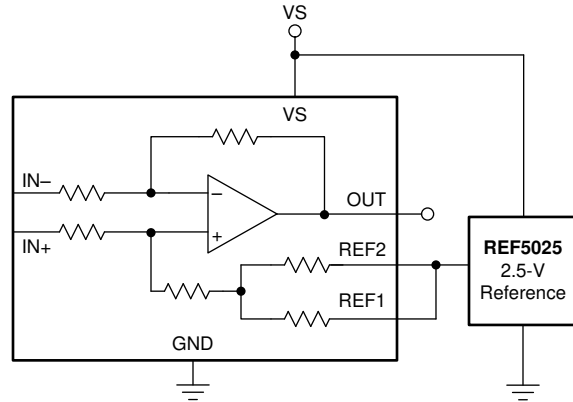 VS
VS
IN−
OUT
−
+
IN+
REF2
REF5025
2.5-V
Reference
REF1
GND